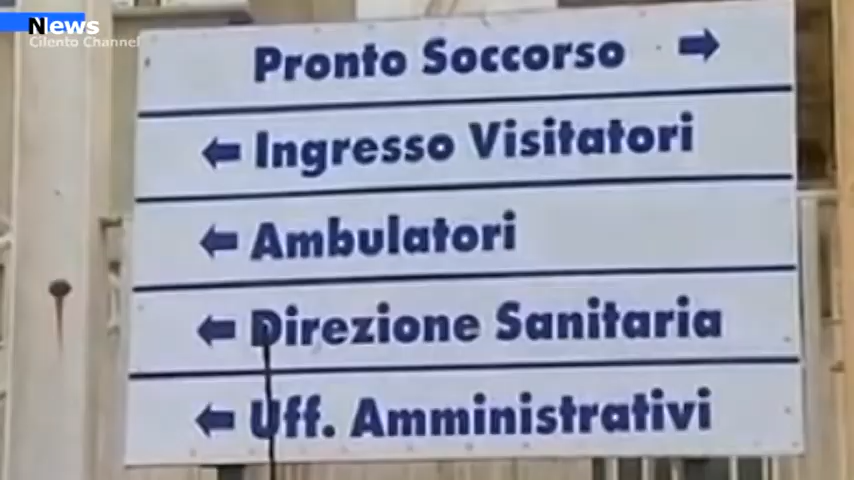 News
Cilento Channel
Pronto Soccorso →
← Ingresso Visitatori
← Ambulatori
← Direzione Sanitaria
← Uff. Amministrativi